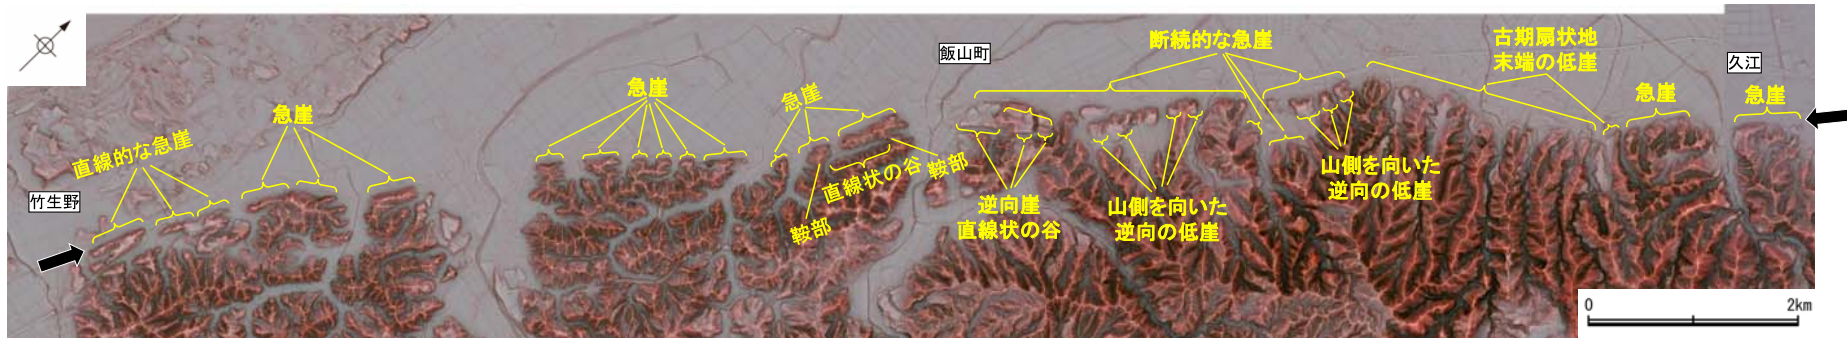 竹生野
直線的な急崖
急崖
急崖
急崖
鞍部
直線状の谷
鞍部
飯山町
断続的な急崖
逆向崖
直線状の谷
山側を向いた
逆向の低崖
山側を向いた
逆向の低崖
古期扇状地
末端の低崖
急崖
久江
急崖
0 2km